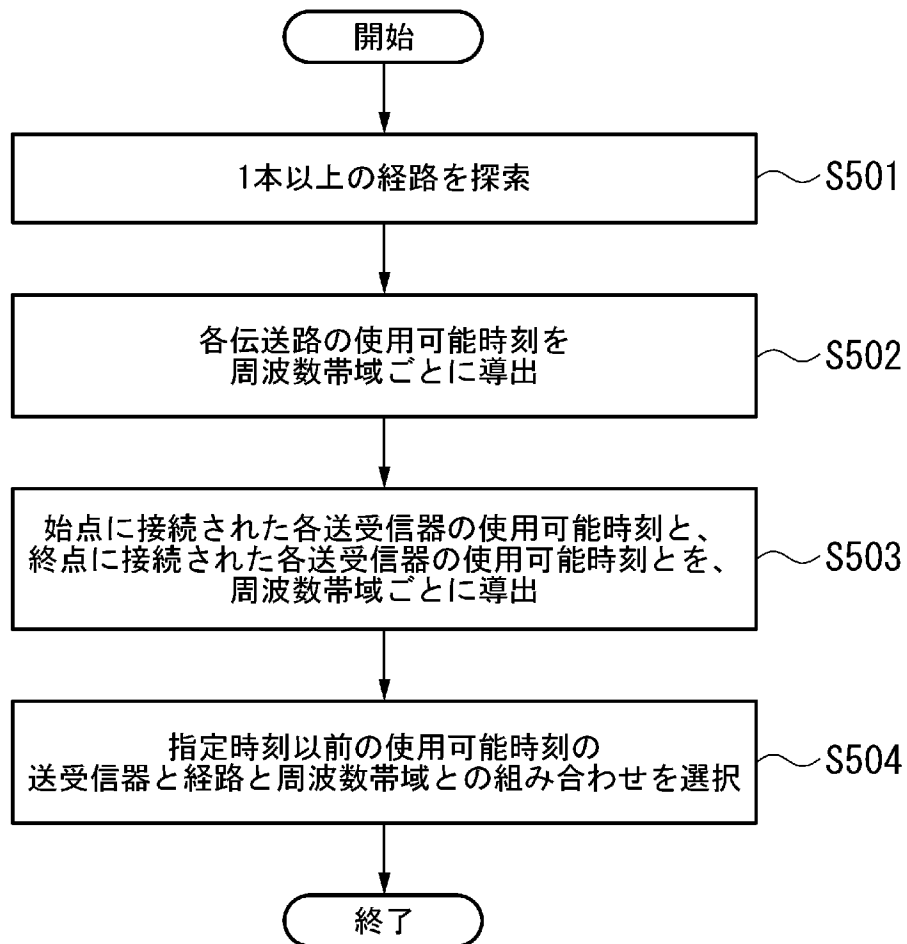 開始
1本以上の経路を探索
S501
各伝送路の使用可能時刻を
周波数帯域ごとに導出
S502
始点に接続された各送受信器の使用可能時刻と、
終点に接続された各送受信器の使用可能時刻とを、
周波数帯域ごとに導出
S503
指定時刻以前の使用可能時刻の
送受信器と経路と周波数帯域との組み合わせを選択
S504
終了